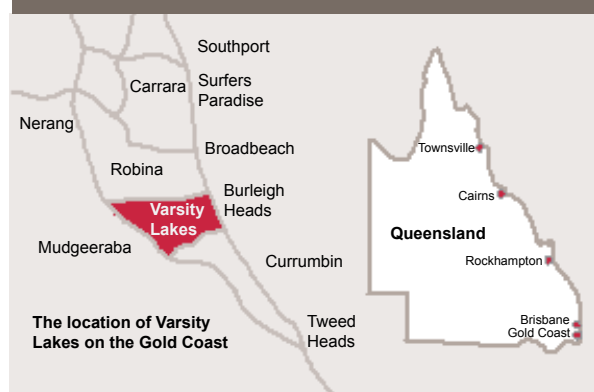 Southport
Carrara
Surfers
Paradise
Nerang
Broadbeach
Robina
Burleigh
Heads
Varsity
Lakes
Mudgeeraba
Currumbin
Tweed
Heads
The location of Varsity
Lakes on the Gold Coast
Townsville
Cairns
Queensland
Rockhampton
Brisbane
Gold Coast